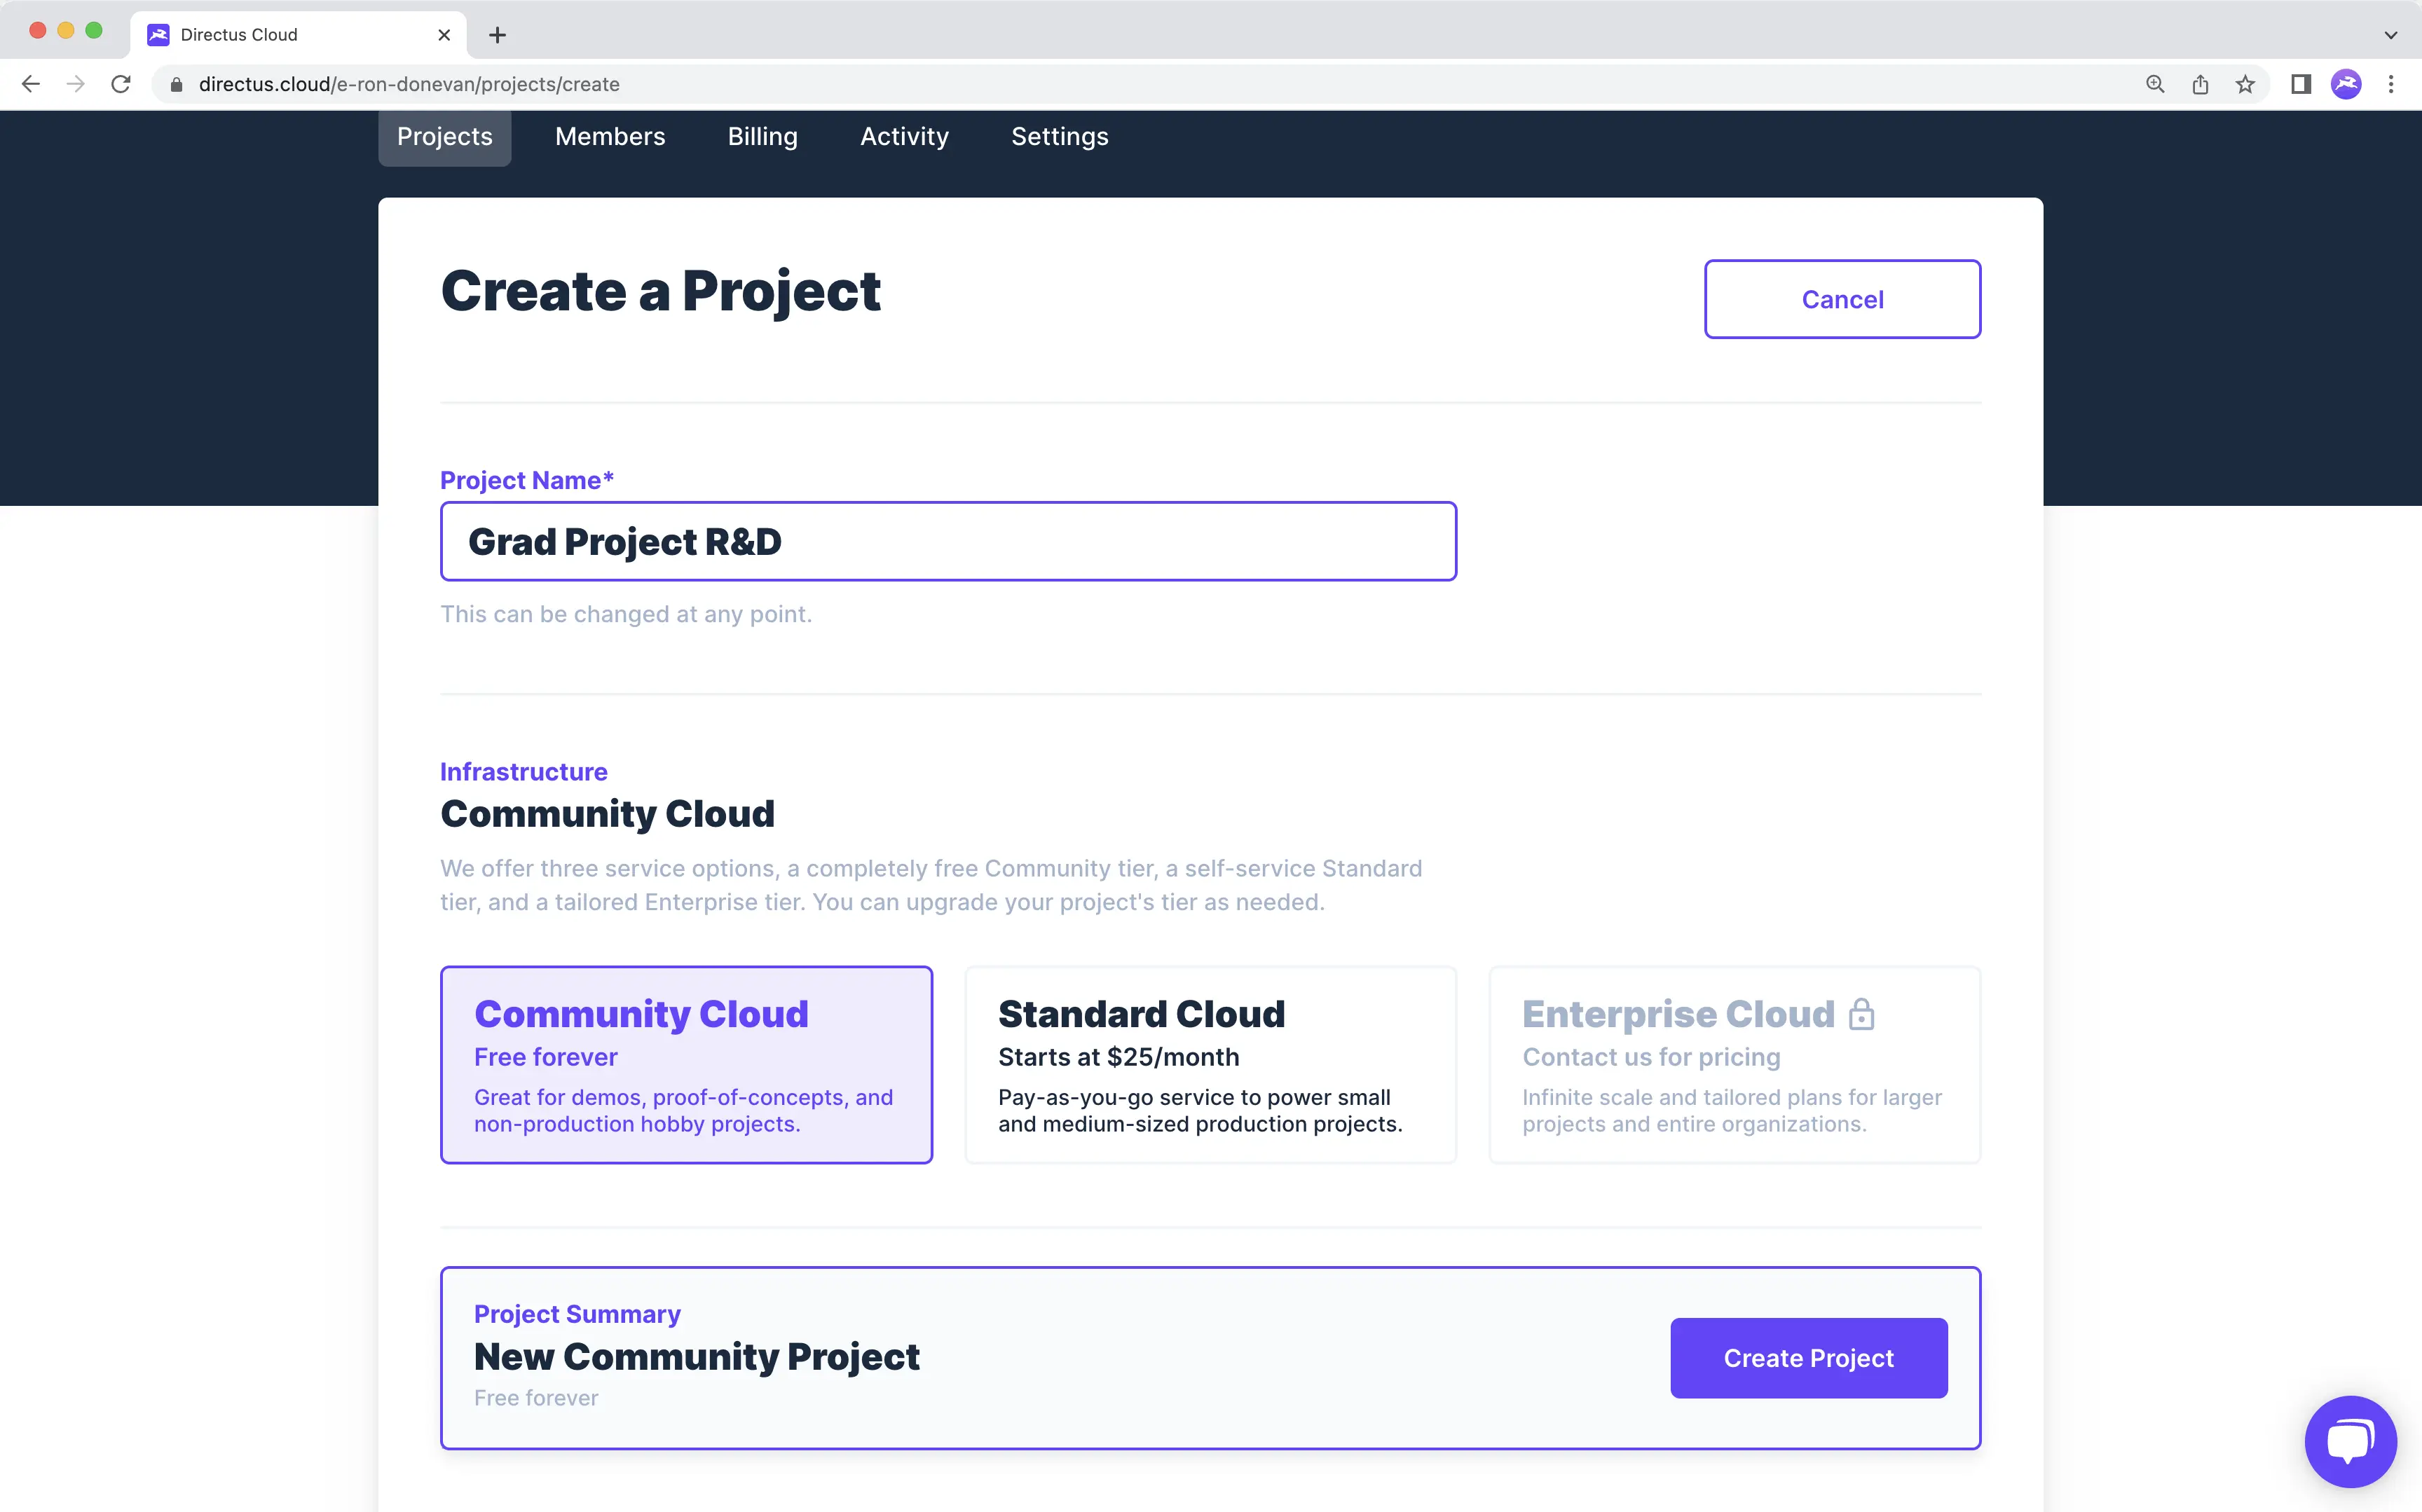 Directus Cloud
directus.cloud/e-ron-donevan/projects/create
Projects Members Billing Activity Settings
Create a Project
Cancel
Project Name*
Grad Project R&D
This can be changed at any point.
Infrastructure
Community Cloud
We offer three service options, a completely free Community tier, a self-service Standard
tier, and a tailored Enterprise tier. You can upgrade your project's tier as needed.
Community Cloud
Free forever
Great for demos, proof-of-concepts, and
non-production hobby projects.
Standard Cloud
Starts at $25/month
Pay-as-you-go service to power small
and medium-sized production projects.
Enterprise Cloud
Contact us for pricing
Infinite scale and tailored plans for larger
projects and entire organizations.
Project Summary
New Community Project
Free forever
Create Project